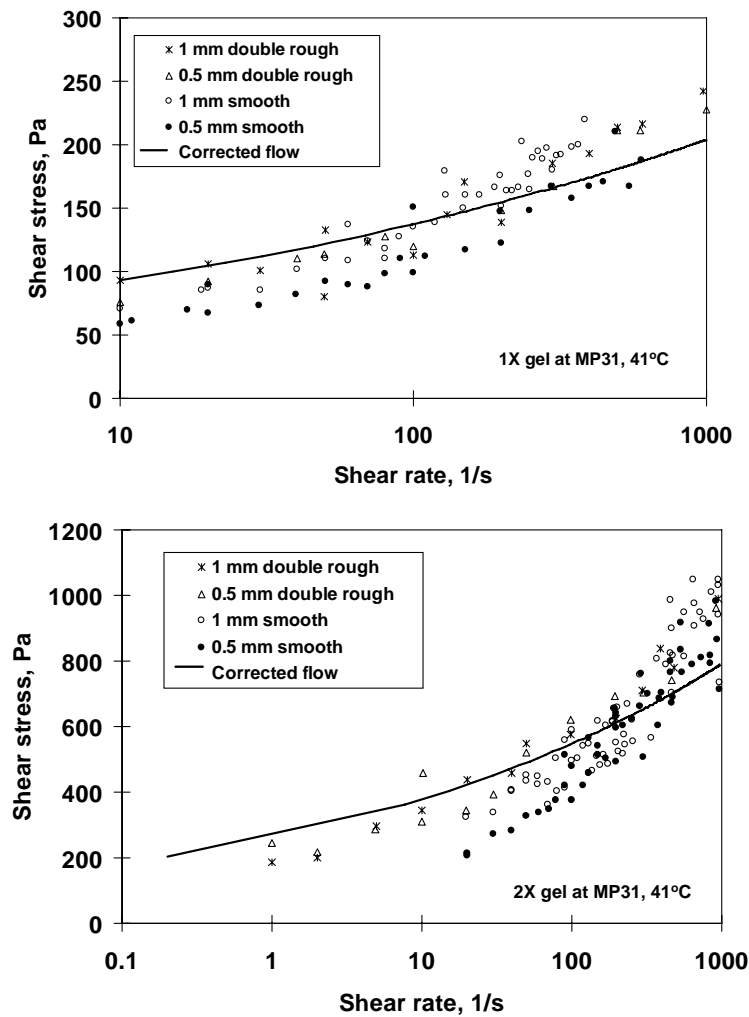 300
250
200
150
100
50
0
Shear stress, Pa
1 mm double rough
0.5 mm double rough
1 mm smooth
0.5 mm smooth
Corrected flow
1X gel at MP31, 41ºC
10
100
1000
Shear rate, 1/s
1200
1000
800
600
400
200
0
Shear stress, Pa
1 mm double rough
0.5 mm double rough
1 mm smooth
0.5 mm smooth
Corrected flow
2X gel at MP31, 41ºC
0.1
1
10
100
1000
Shear rate, 1/s